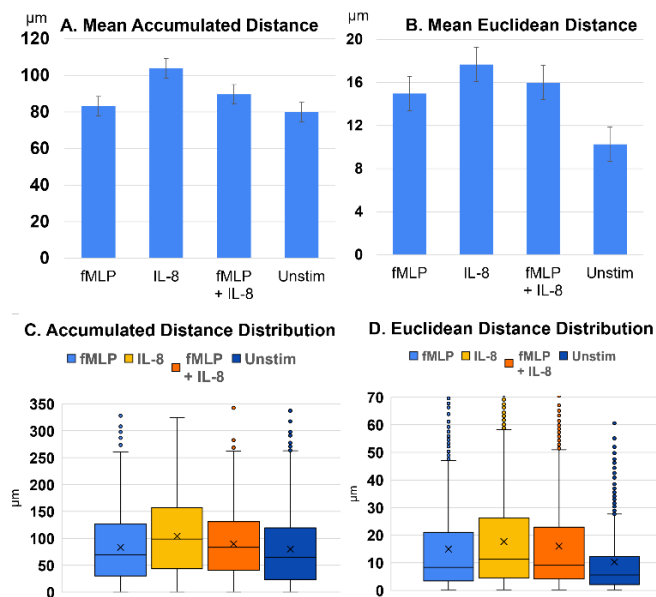 μm
A. Mean Accumulated Distance
120
100
80
60
40
20
0
fMLP
IL-8
fMLP
+ IL-8
Unstim
μm
B. Mean Euclidean Distance
20
16
12
8
4
0
fMLP
IL-8
fMLP
+ IL-8
Unstim
C. Accumulated Distance Distribution
fMLP IL-8 fMLP Unstim
+ IL-8
350
300
250
200
150
100
50
0
μm
D. Euclidean Distance Distribution
fMLP IL-8 fMLP Unstim
+ IL-8
70
60
50
40
30
20
10
0
μm